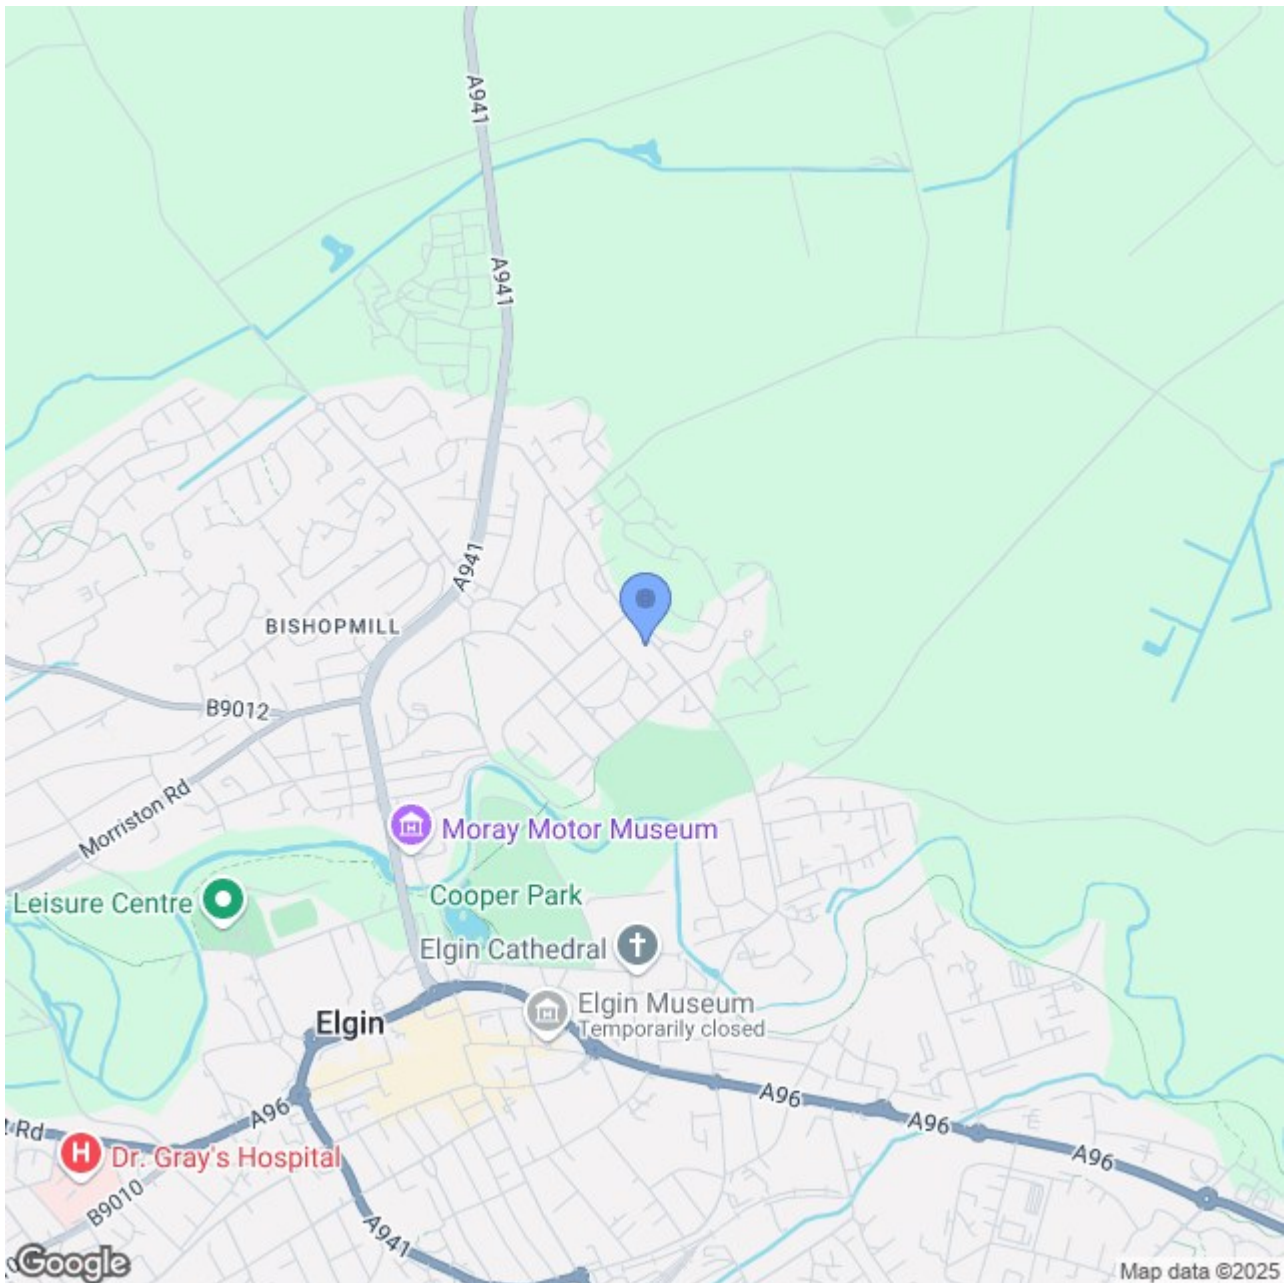 A941
A941
A941
BISHOPMILL
B9012
Morriston Rd
Moray Motor Museum
Cooper Park
Leisure Centre
Elgin Cathedral
Elgin Museum
Temporarily closed
Elgin
A96
A96
A96
A96
Rd
H
Dr. Gray's Hospital
B9010
A941
Google
Map data ©2025